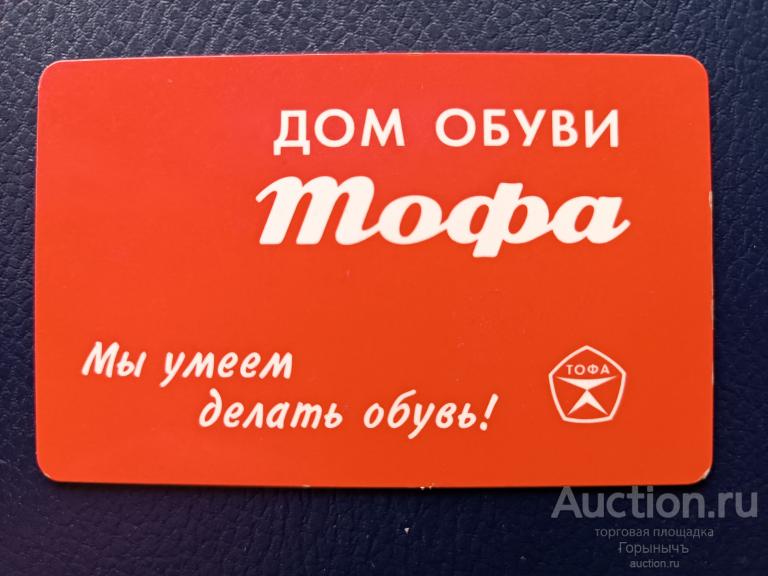 ДОМ ОБУВИ
Тофа
Мы умеем
делать обувь!
ТОФА
Auction.ru
торговая площадка
Горынычъ
auction.ru